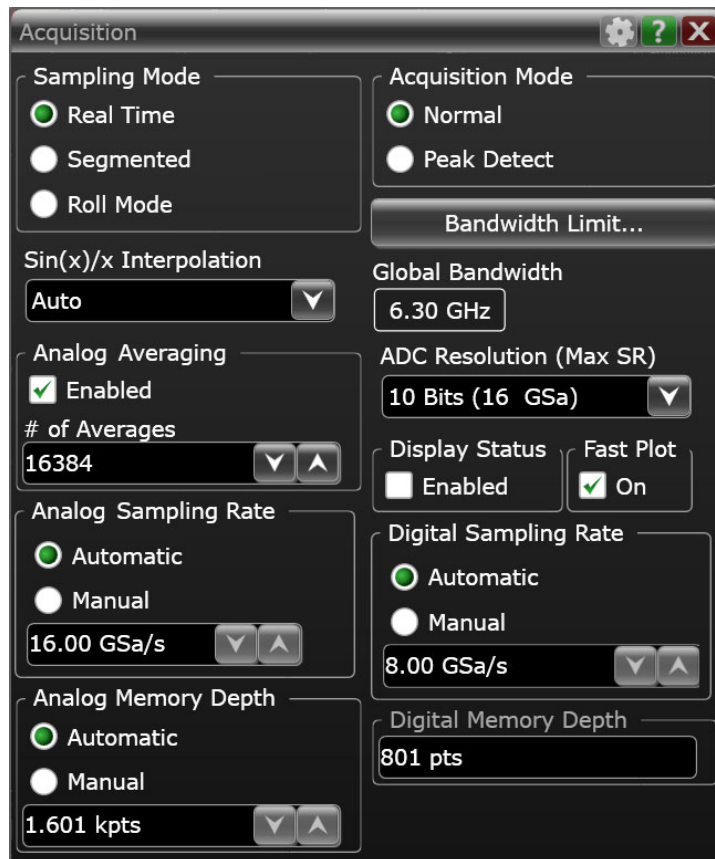 Acquisition
?
X
Sampling Mode
Real Time
Segmented
Roll Mode
Sin(x)/x Interpolation
Auto
Analog Averaging
Enabled
# of Averages
16384
Analog Sampling Rate
Automatic
Manual
16.00 GSa/s
Analog Memory Depth
Automatic
Manual
1.601 kpts
Acquisition Mode
Normal
Peak Detect
Bandwidth Limit...
Global Bandwidth
6.30 GHz
ADC Resolution (Max SR)
10 Bits (16  GSa)
Display Status
Enabled
Fast Plot
On
Digital Sampling Rate
Automatic
Manual
8.00 GSa/s
Digital Memory Depth
801 pts